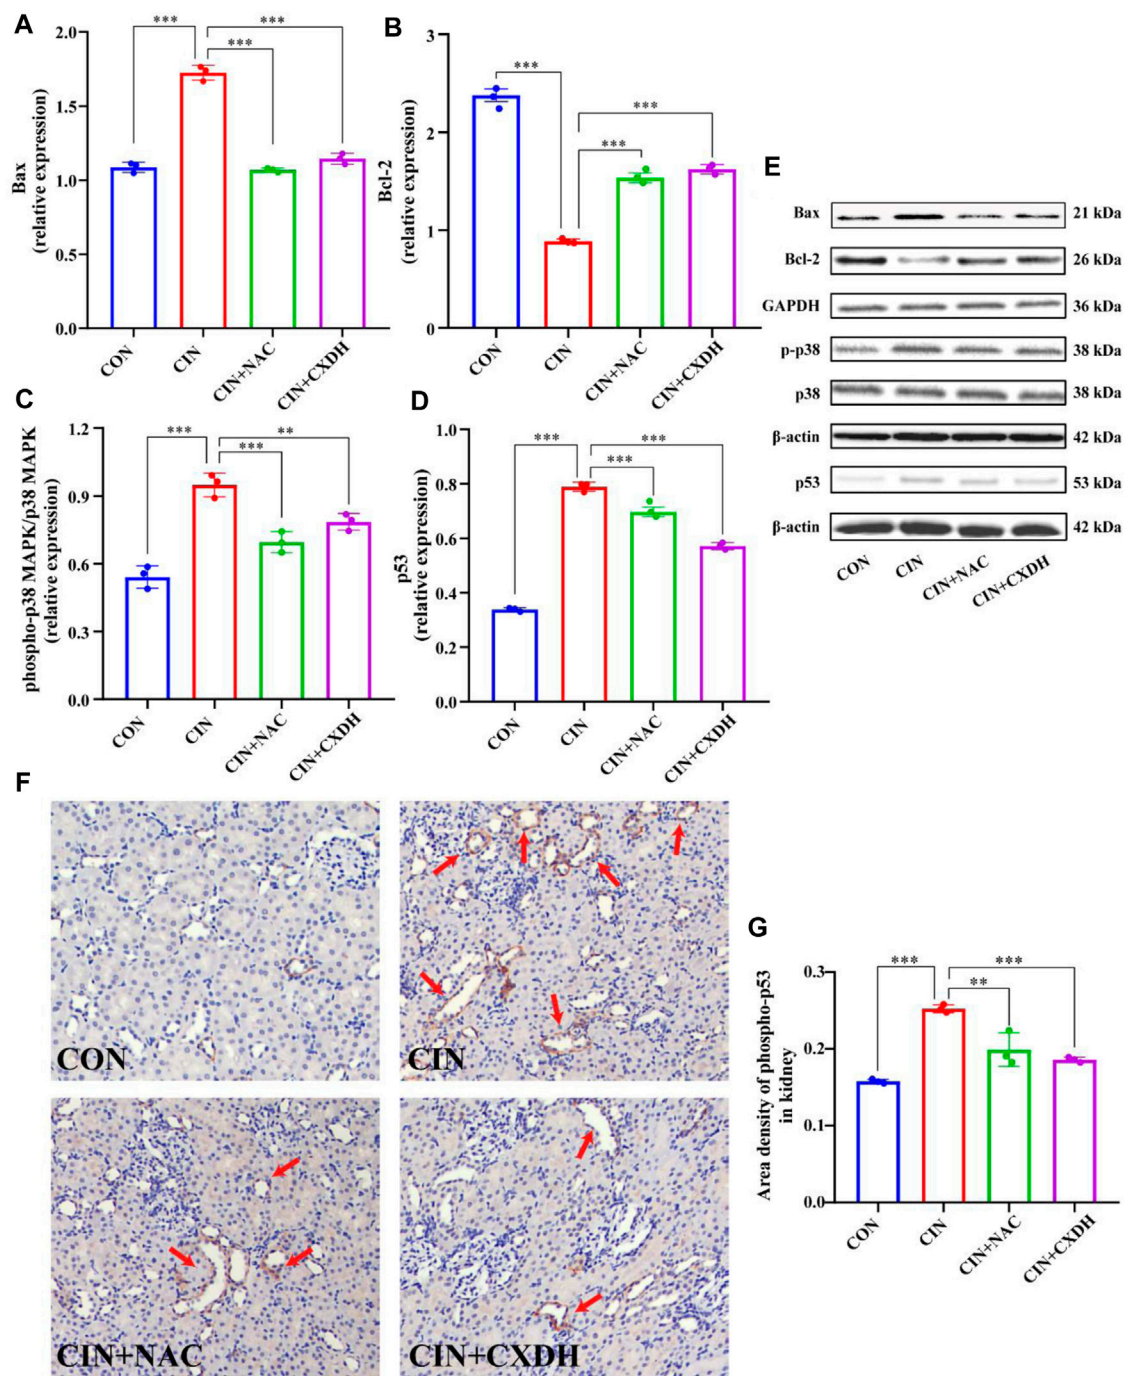 A
Bax
(relative expression)
2.0
1.5
1.0
0.5
0.0
***
***
***
CON
CIN
CIN+NAC
CIN+CXDH
B
Bcl-2
(relative expression)
3
2
1
0
***
***
***
CON
CIN
CIN+NAC
CIN+CXDH
C
phospho-p38 MAPK/p38 MAPK
(relative expression)
1.2
0.9
0.6
0.3
0.0
***
**
***
CON
CIN
CIN+NAC
CIN+CXDH
D
p53
(relative expression)
1.0
0.8
0.6
0.4
0.2
0.0
***
***
***
CON
CIN
CIN+NAC
CIN+CXDH
E
Bax 21 kDa
Bcl-2 26 kDa
GAPDH 36 kDa
p-p38 38 kDa
p38 38 kDa
β-actin 42 kDa
p53 53 kDa
β-actin 42 kDa
CON
CIN
CIN+NAC
CIN+CXDH
F
CON
CIN
CIN+NAC
CIN+CXDH
G
Area density of phospho-p53
in kidney
0.3
0.2
0.1
0.0
***
***
**
CON
CIN
CIN+NAC
CIN+CXDH